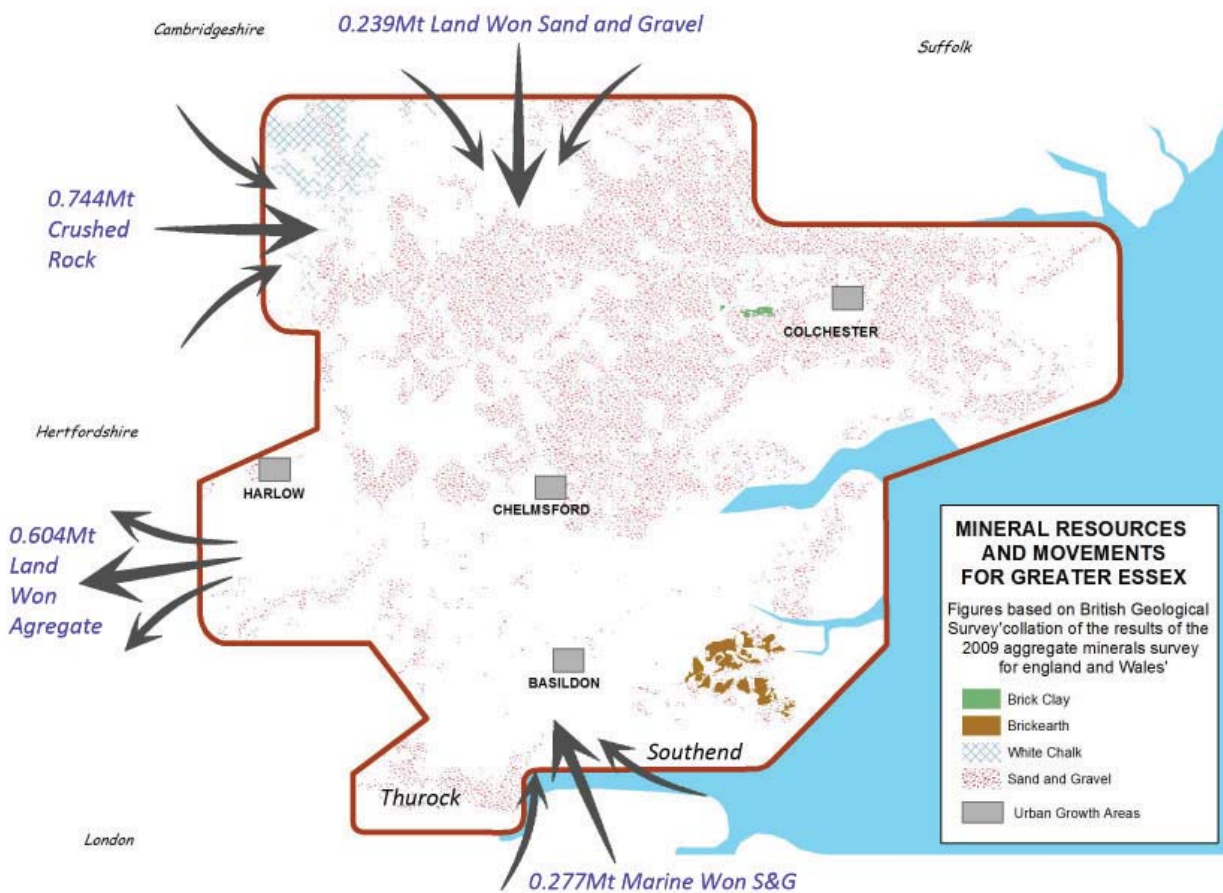 Cambridgeshire
0.239Mt Land Won Sand and Gravel
Suffolk
0.744Mt
Crushed
Rock
COLCHESTER
Hertfordshire
HARLOW
CHELMSFORD
0.604Mt
Land
Won
Agregate
BASILDON
Southend
Thurock
London
0.277Mt Marine Won S&G
MINERAL RESOURCES
AND MOVEMENTS
FOR GREATER ESSEX
Figures based on British Geological
Survey'collation of the results of the
2009 aggregate minerals survey
for england and Wales'
Brick Clay
Brickearth
White Chalk
Sand and Gravel
Urban Growth Areas